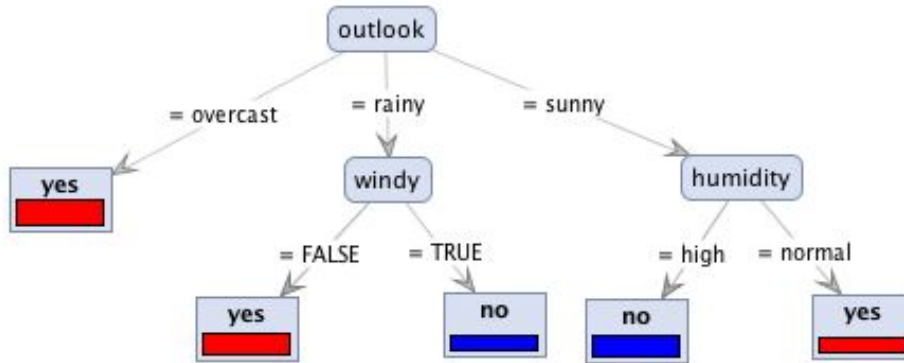 outlook
= overcast
= rainy
= sunny
yes
windy
humidity
= FALSE
= TRUE
= high
= normal
yes
no
no
yes